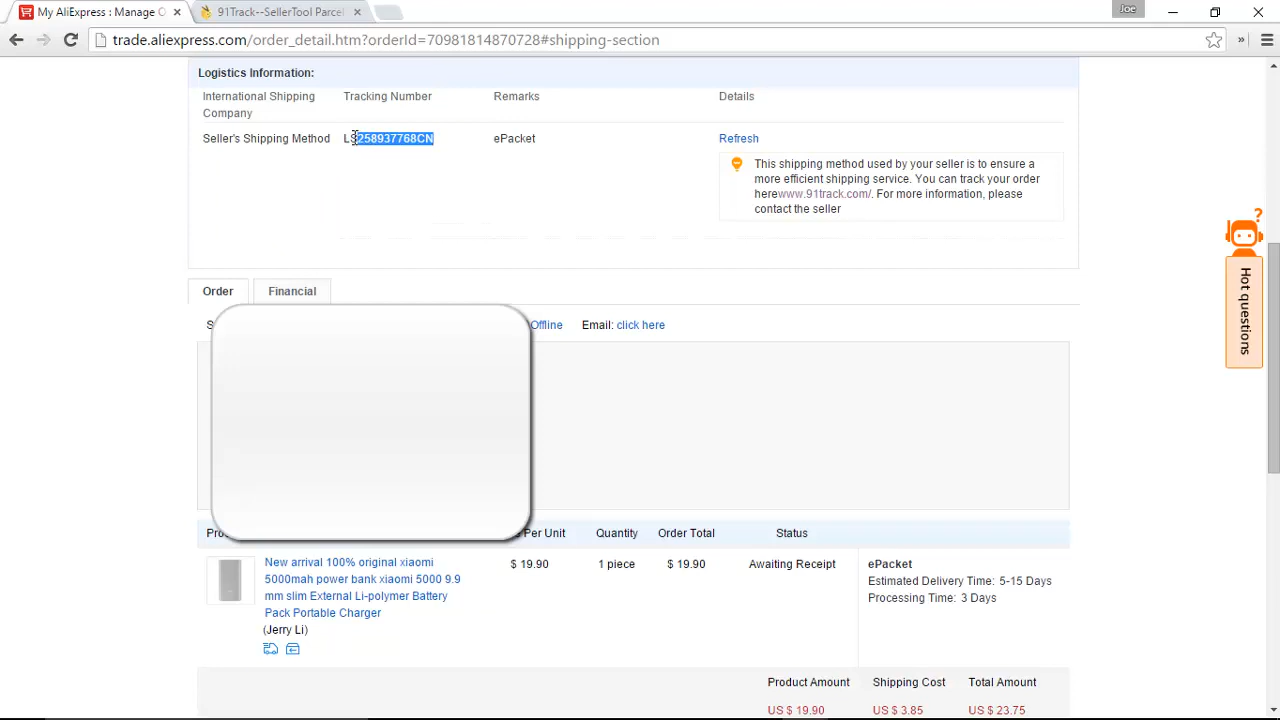 My AliExpress : Manage O
91Track--SellerTool Parcel
Joe
trade.aliexpress.com/order_detail.htm?orderId=70981814870728#shipping-section
»
Logistics Information:
International Shipping Company
Tracking Number
Remarks
Details
Seller's Shipping Method
LS258937768CN
ePacket
Refresh
This shipping method used by your seller is to ensure a
more efficient shipping service. You can track your order
herewww.91track.com/. For more information, please
contact the seller
?
Hot questions
Order
Financial
Offline
Email: click here
Per Unit
Quantity
Order Total
Status
New arrival 100% original xiaomi
5000mah power bank xiaomi 5000 9.9
mm slim External Li-polymer Battery
Pack Portable Charger
(Jerry Li)
$ 19.90
1 piece
$ 19.90
Awaiting Receipt
ePacket
Estimated Delivery Time: 5-15 Days
Processing Time: 3 Days
Product Amount
Shipping Cost
Total Amount
US $ 19.90
US $ 3.85
US $ 23.75